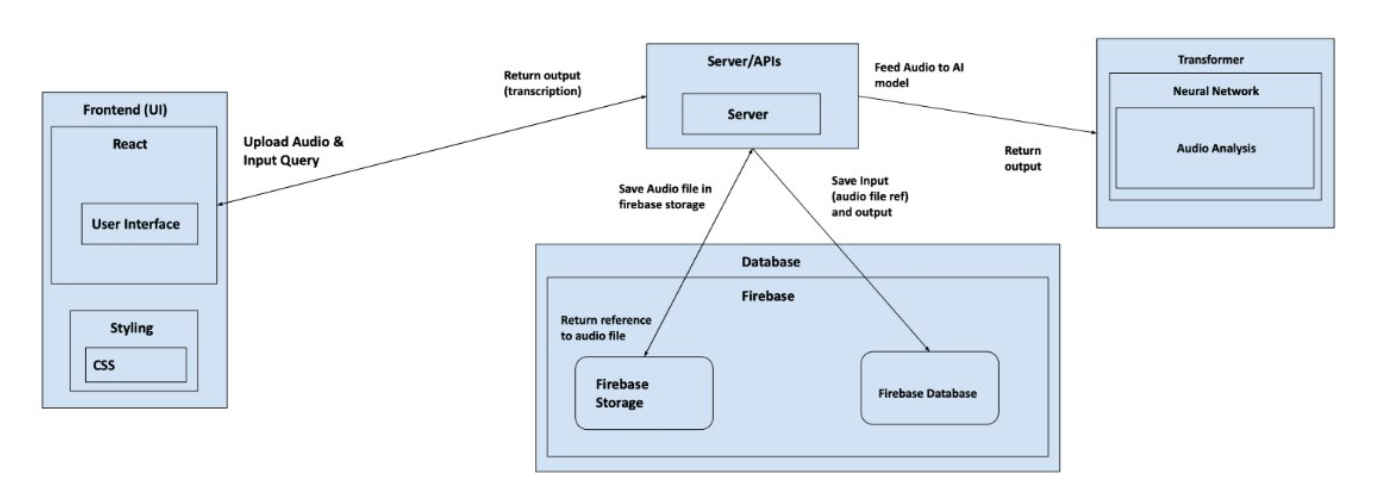 Frontend (UI)
React
User Interface
Styling
CSS
Upload Audio &
Input Query
Return output
(transcription)
Server/APIs
Server
Feed Audio to AI
model
Return
output
Transformer
Neural Network
Audio Analysis
Save Audio file in
firebase storage
Save Input
(audio file ref)
and output
Database
Firebase
Return reference
to audio file
Firebase
Storage
Firebase Database